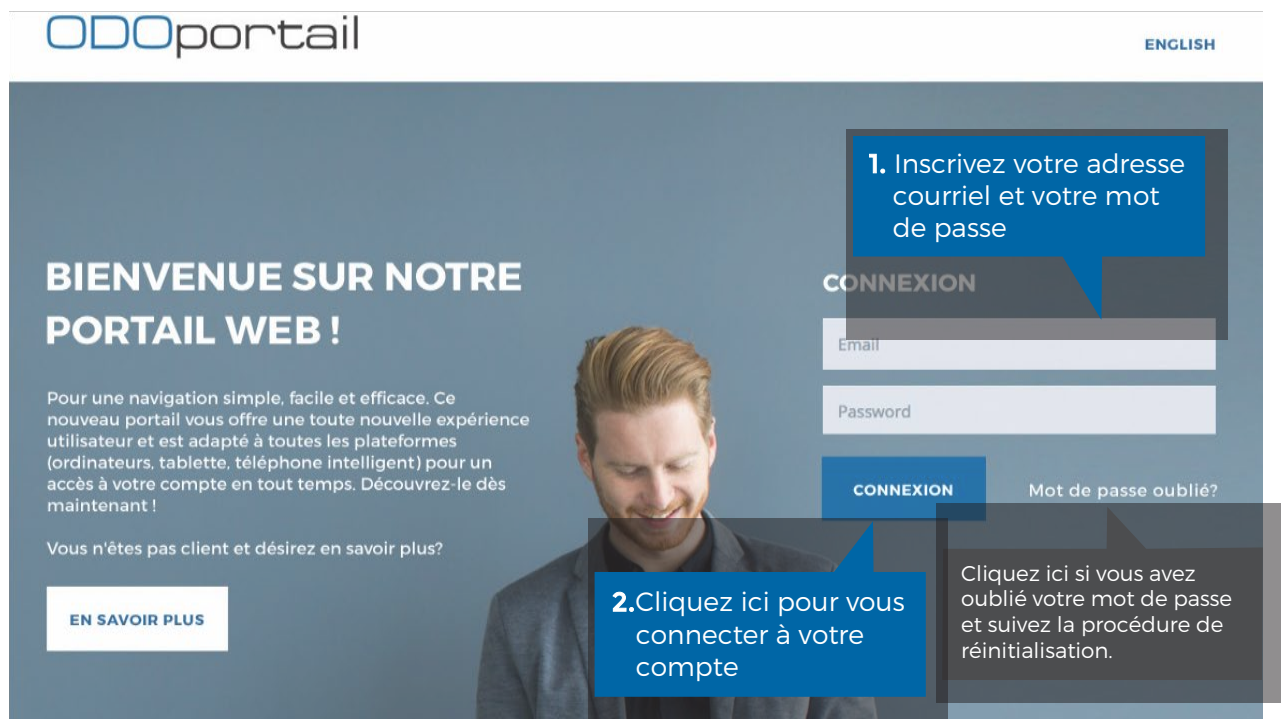 ODOportail
ENGLISH
1. Inscrivez votre adresse
courriel et votre mot
de passe
BIENVENUE SUR NOTRE
PORTAIL WEB !
Pour une navigation simple, facile et efficace. Ce
nouveau portail vous offre une toute nouvelle expérience
utilisateur et est adapté à toutes les plateformes
(ordinateurs, tablette, téléphone intelligent) pour un
accès à votre compte en tout temps. Découvrez-le dès
maintenant !
Vous n'êtes pas client et désirez en savoir plus?
EN SAVOIR PLUS
CONNEXION
Email
Password
CONNEXION
Mot de passe oublié?
2.Cliquez ici pour vous
connecter à votre
compte
Cliquez ici si vous avez
oublié votre mot de passe
et suivez la procédure de
réinitialisation.